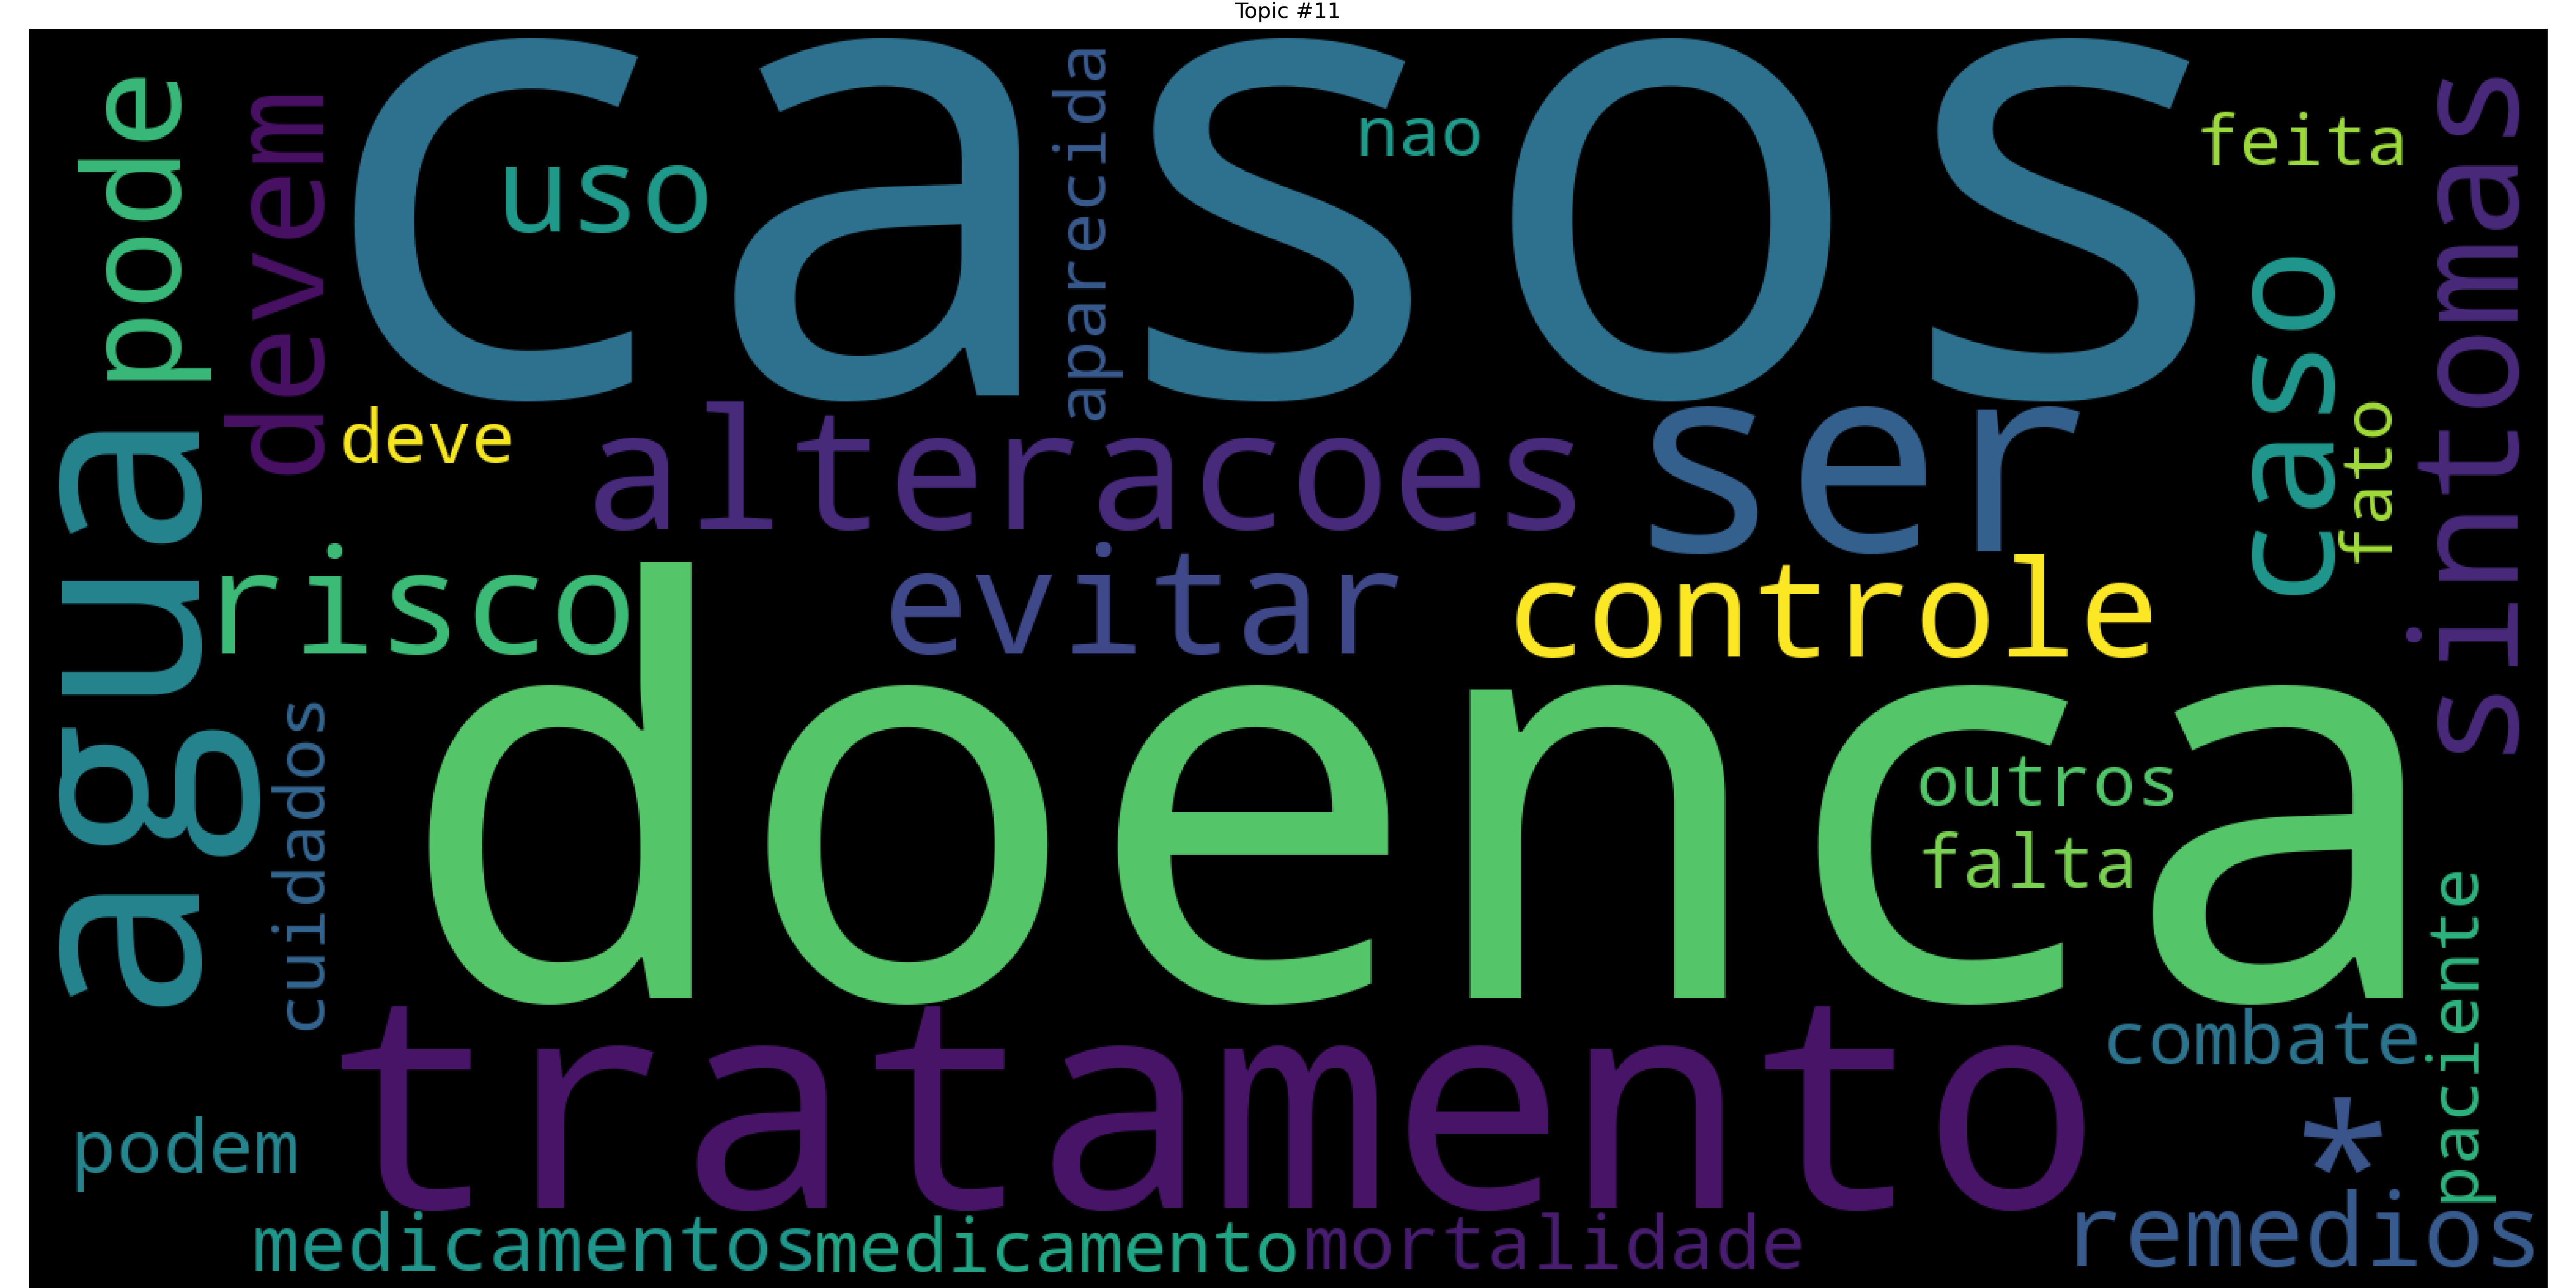 Topic #11
casos
pode
devem
uso
aparecida
nao
feita
sintomas
caso
fato
deve
alteracoes
ser
agua
risco
evitar
controle
doenca
outros
falta
cuidados
tratamento
combate
paciente
podem
*
remedios
medicamentos
medicamento
mortalidade